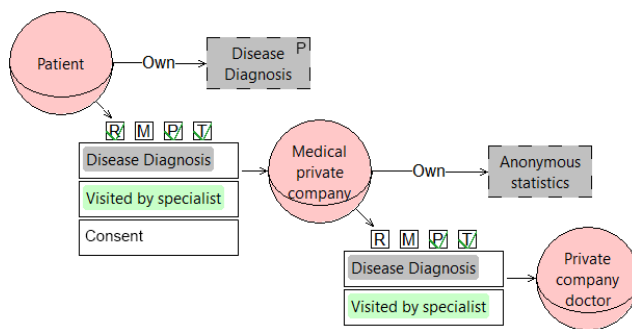 Patient
Own
Disease
Diagnosis
P
R M P T
Disease Diagnosis
Visited by specialist
Consent
Medical
private
company
Own
Anonymous
statistics
R M P T
Disease Diagnosis
Visited by specialist
Private
company
doctor